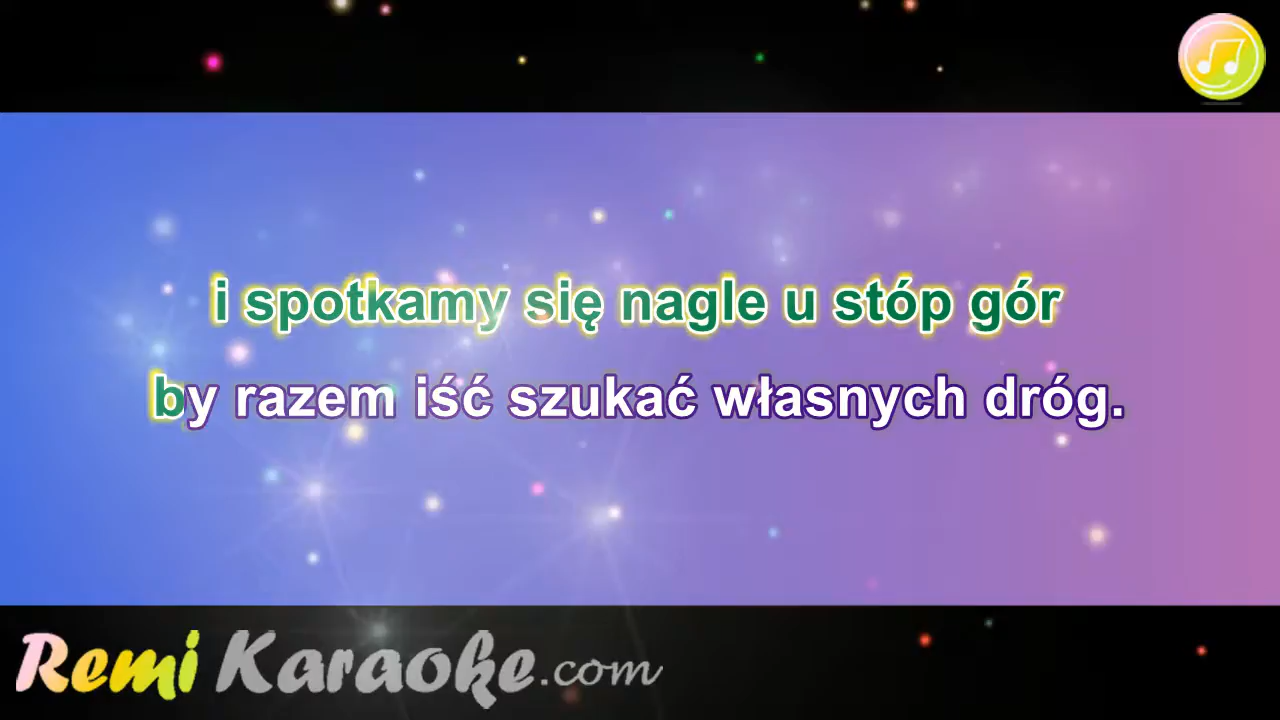 i spotkamy się nagle u stóp gór
by razem iść szukać własnych dróg.
Remi Karaoke.com